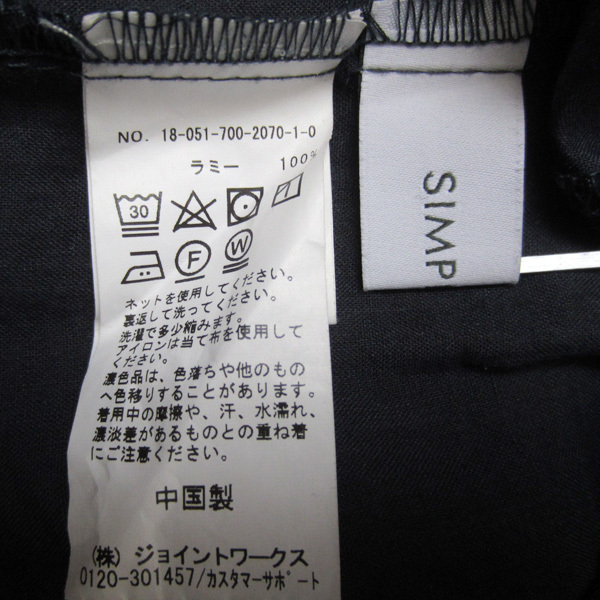 NO. 18-051-700-2070-1-0
ラミー 100%
30
F
W
ネットを使用してください。
裏返して洗ってください。
洗濯で多少縮みます。
アイロンは当て布を使用して
ください。
濃色品は、色落ちや他のもの
へ色移りすることがあります。
着用中の摩擦や、汗、水濡れ、
濃淡差があるものとの重ね着
にご注意ください。
中国製
(株) ジョイントワークス
0120-301457/カスタマーサポート
SIMP